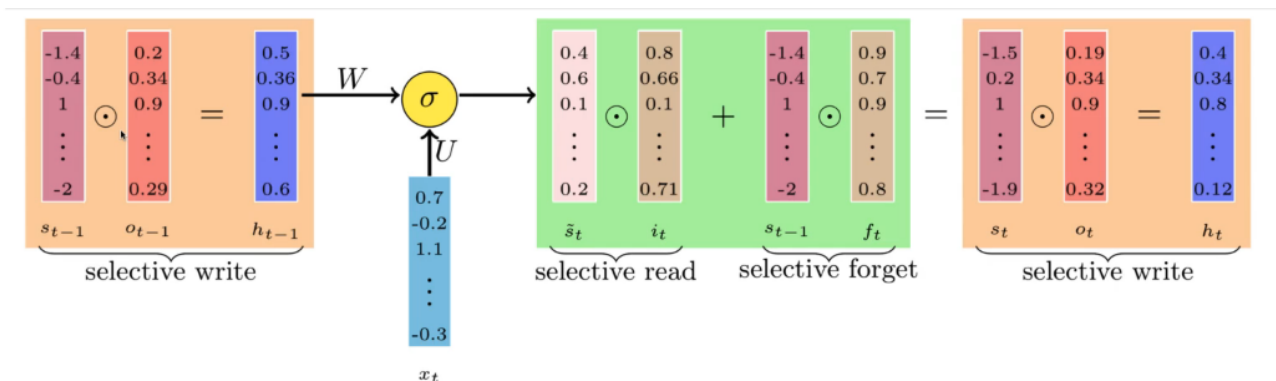 -1.4 0.2 0.5 0.4 0.8 -1.4 0.9 -1.5 0.19 0.4
-0.4 0.34 0.36 W σ 0.6 0.66 -0.4 0.7 0.2 0.34 0.34
1 ⊙ 0.9 = 0.9 0.1 ⊙ 0.1 + 1 ⊙ 0.9 = 1 ⊙ 0.9 = 0.8
⋮ ⋮ ⋮ U ⋮ ⋮ ⋮ ⋮ ⋮ ⋮ ⋮
-2 0.29 0.6 0.2 0.71 -2 0.8 -1.9 0.32 0.12
s_{t−1} o_{t−1} h_{t−1} s̃_t i_t s_{t−1} f_t s_t o_t h_t
selective write selective read selective forget selective write
0.7
-0.2
1.1
⋮
-0.3
x_t